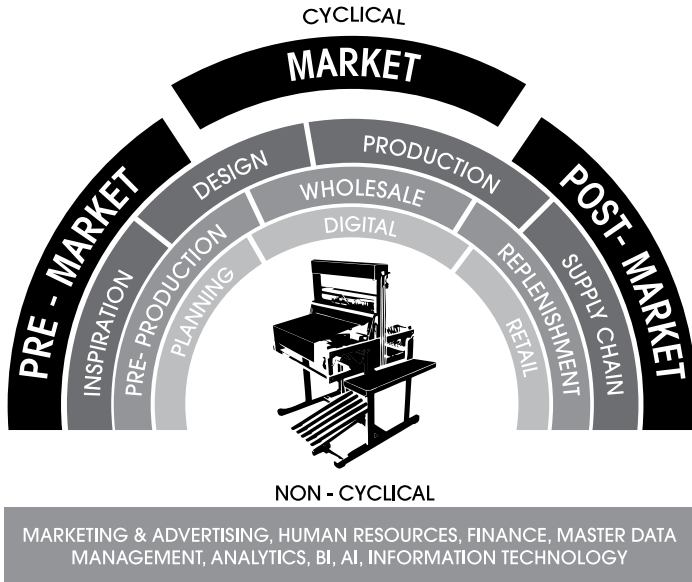 CYCLICAL
MARKET
PRE - MARKET
POST- MARKET
INSPIRATION
DESIGN
PRODUCTION
SUPPLY CHAIN
PRE- PRODUCTION
WHOLESALE
REPLENISHMENT
PLANNING
DIGITAL
RETAIL
NON - CYCLICAL
MARKETING & ADVERTISING, HUMAN RESOURCES, FINANCE, MASTER DATA
MANAGEMENT, ANALYTICS, BI, AI, INFORMATION TECHNOLOGY